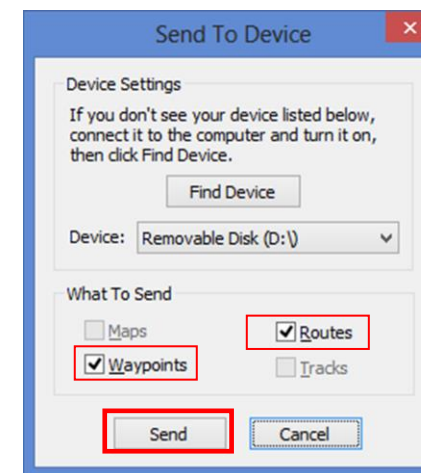 Send To Device
Device Settings
If you don't see your device listed below,
connect it to the computer and turn it on,
then click Find Device.
Find Device
Device: Removable Disk (D:\)
What To Send
Maps Routes
Waypoints Tracks
Send Cancel